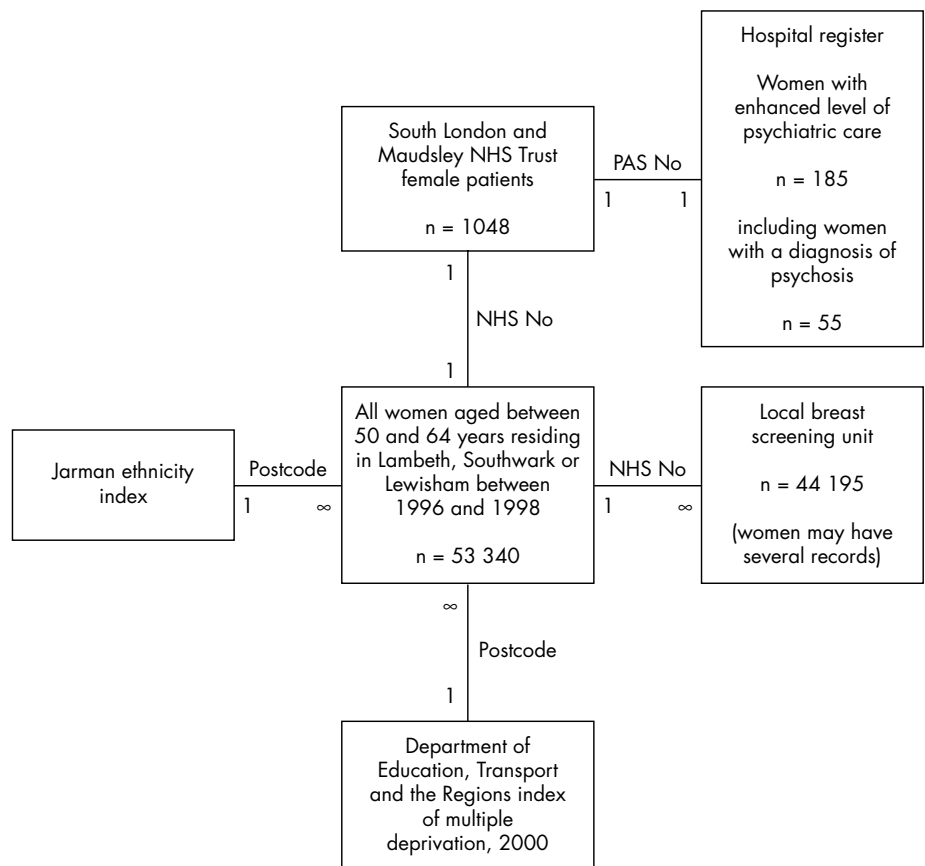 Hospital register
Women with
enhanced level of
psychiatric care
n = 185
including women
with a diagnosis of
psychosis
n = 55
South London and
Maudsley NHS Trust
female patients
n = 1048
PAS No
1
1
1
NHS No
1
All women aged between
50 and 64 years residing
in Lambeth, Southwark or
Lewisham between
1996 and 1998
n = 53 340
Jarman ethnicity
index
Postcode
1
∞
NHS No
1
∞
Local breast
screening unit
n = 44 195
(women may have
several records)
∞
Postcode
1
Department of
Education, Transport
and the Regions index
of multiple
deprivation, 2000